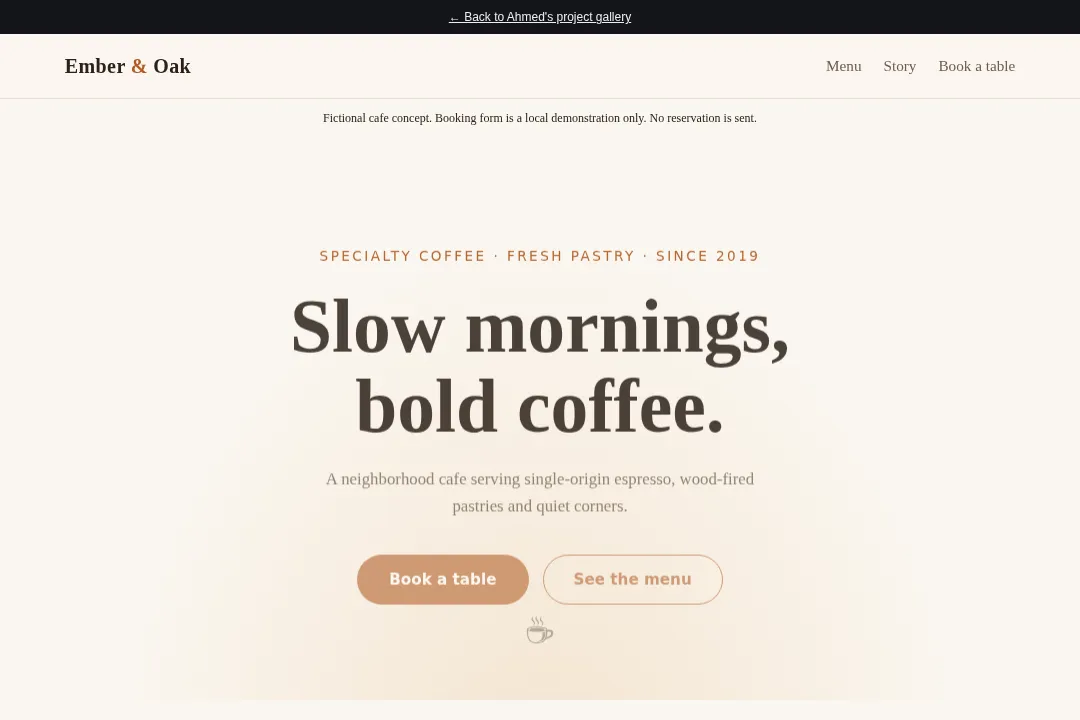 ← Back to Ahmed's project gallery
Ember & Oak
Menu
Story
Book a table
Fictional cafe concept. Booking form is a local demonstration only. No reservation is sent.
SPECIALTY COFFEE · FRESH PASTRY · SINCE 2019
Slow mornings,
bold coffee.
A neighborhood cafe serving single-origin espresso, wood-fired
pastries and quiet corners.
Book a table
See the menu